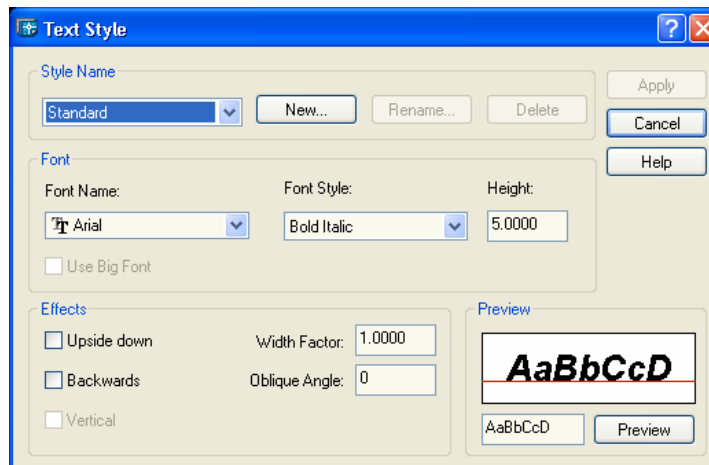 Text Style
Style Name
Standard
New...
Rename...
Delete
Apply
Cancel
Help
Font
Font Name:
Font Style:
Height:
Arial
Bold Italic
5.0000
Use Big Font
Effects
Upside down
Width Factor:
1.0000
Backwards
Oblique Angle:
0
Vertical
Preview
AaBbCcD
AaBbCcD
Preview